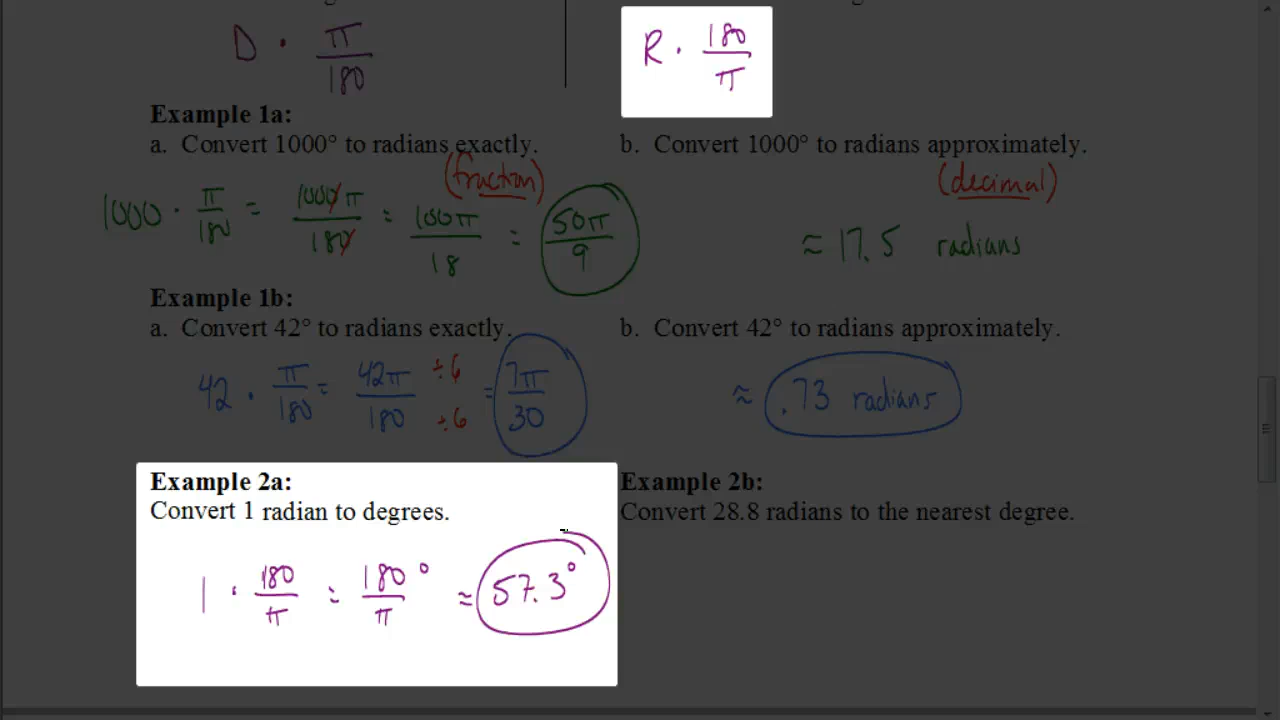 D · π/180
R · 180/π
Example 1a:
a. Convert 1000° to radians exactly.
b. Convert 1000° to radians approximately.
(fraction)
(decimal)
1000 · π/180 = 1000π/180 = 100π/18 = 50π/9
≈ 17.5 radians
Example 1b:
a. Convert 42° to radians exactly.
b. Convert 42° to radians approximately.
42 · π/180 = 42π/180 ÷6 ÷6 = 7π/30
≈ .73 radians
Example 2a:
Convert 1 radian to degrees.
1 · 180/π = 180°/π ≈ 57.3°
Example 2b:
Convert 28.8 radians to the nearest degree.